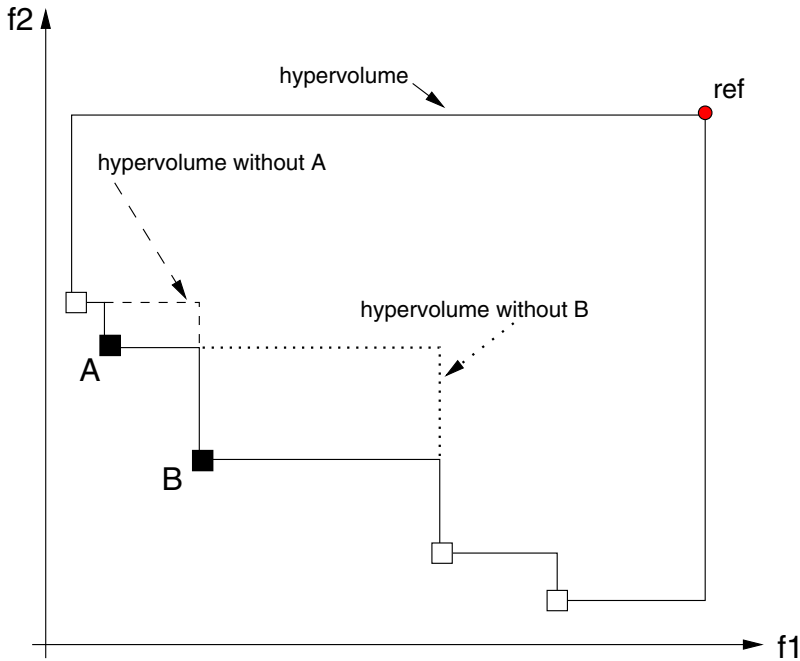 f2
hypervolume
ref
hypervolume without A
hypervolume without B
A
B
f1